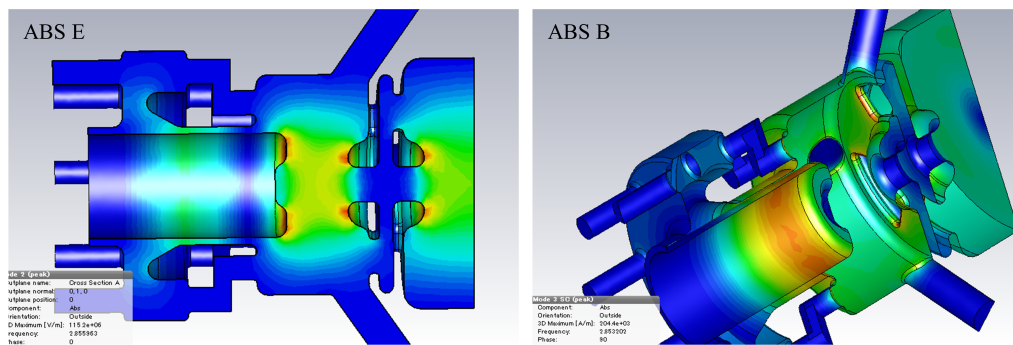 ABS E
ABS B
ode 2 (peak)
utplane name: Cross Section A
utplane normal: 0, 1, 0
utplane position: 0
omponent: Abs
rientation: Outside
D Maximum [V/m]: 115.2e+06
requency: 2.855963
hase: 0
Mode 3 SC (peak)
Component: Abs
Orientation: Outside
3D Maximum [A/m]: 204.4e+03
Frequency: 2.853202
Phase: 90